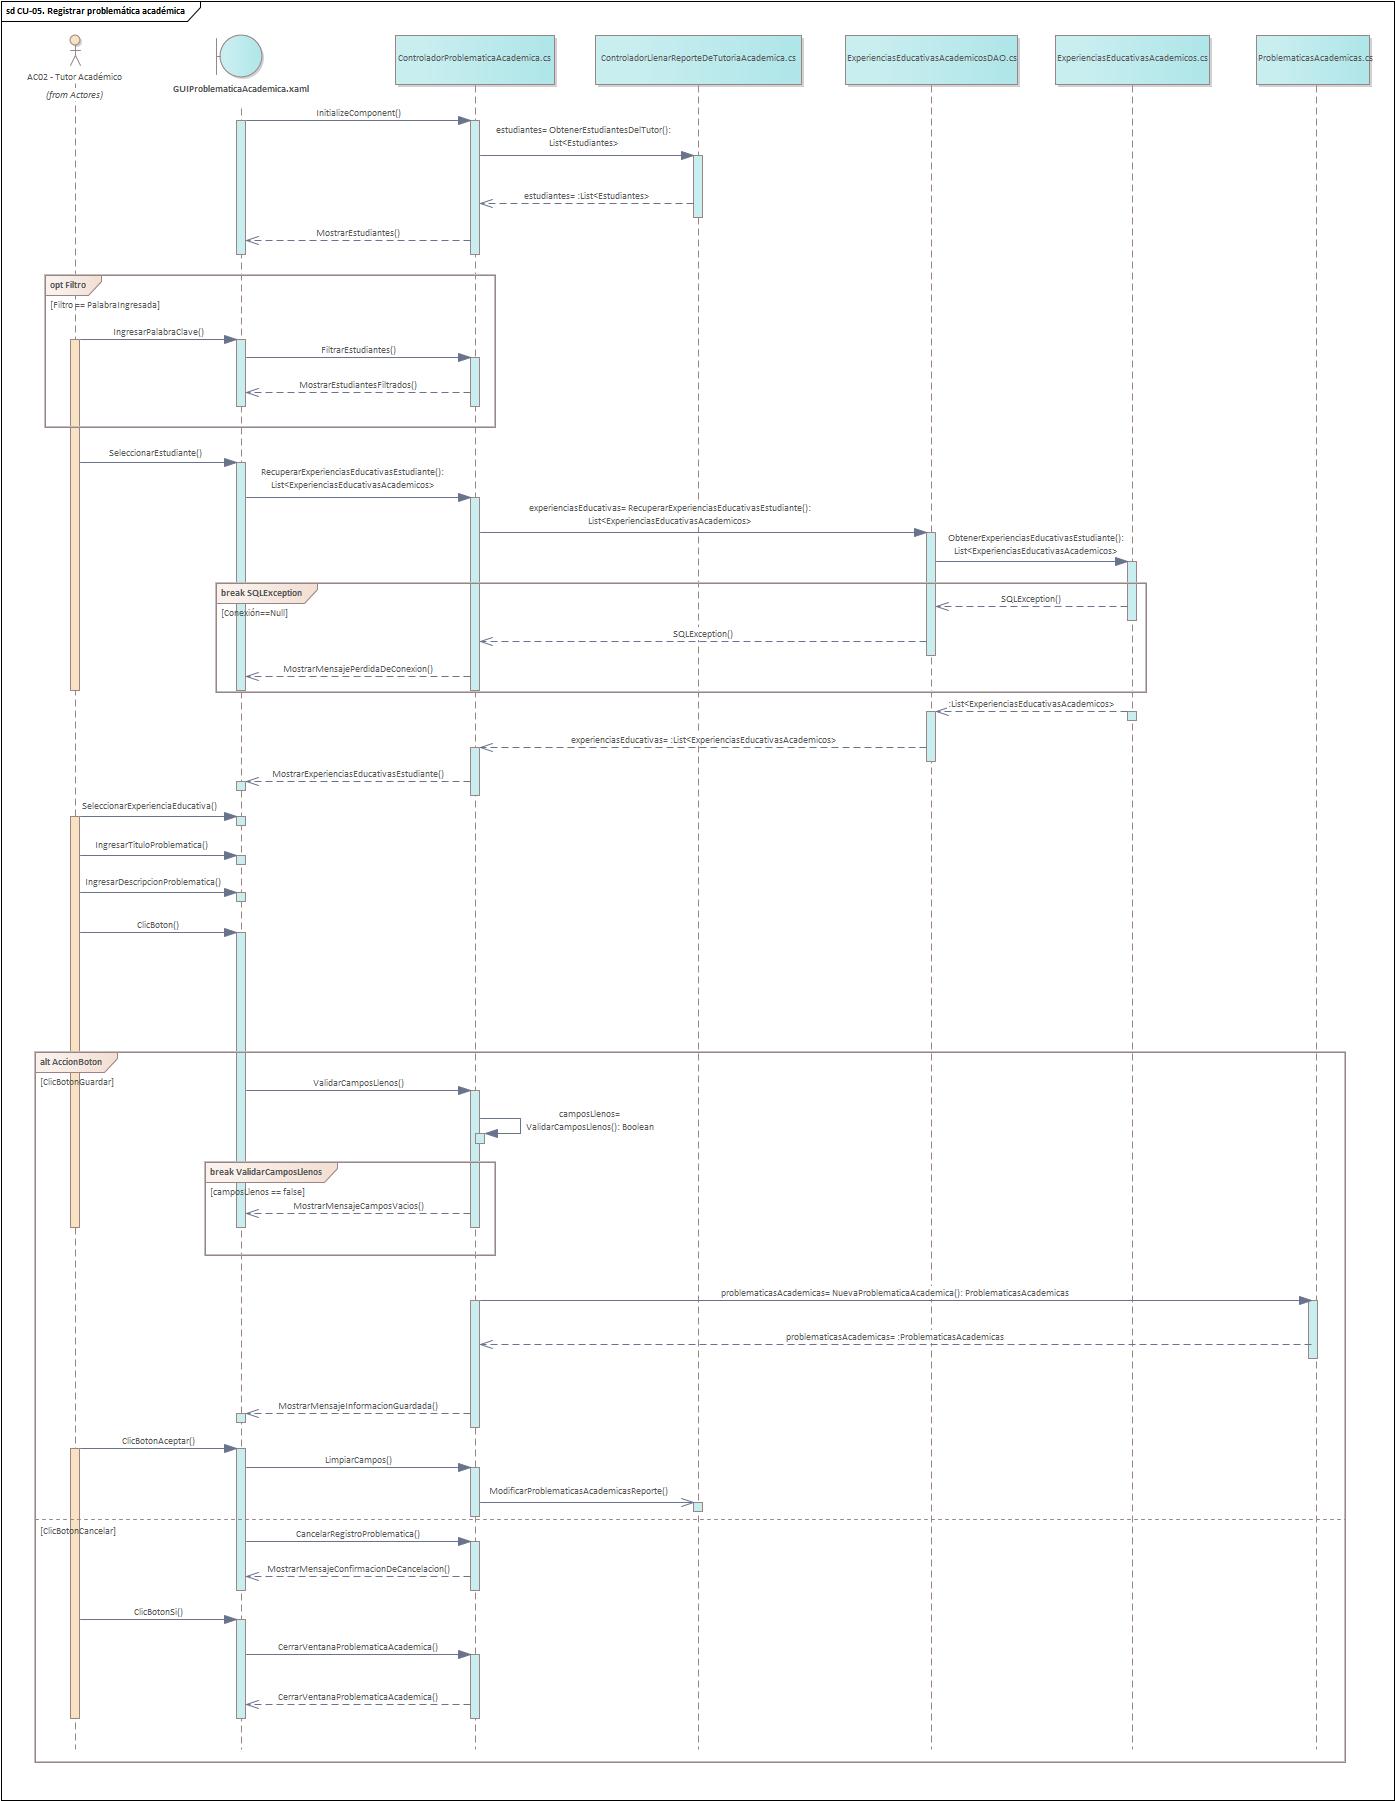 sd CU-05. Registrar problemática académica
AC02 - Tutor Académico
(from Actores)
GUIProblematicaAcademica.xaml
ControladorProblematicaAcademica.cs
ControladorLlenarReporteDeTutoriaAcademica.cs
ExperienciasEducativasAcademicosDAO.cs
ExperienciasEducativasAcademicos.cs
ProblematicasAcademicas.cs
InitializeComponent()
estudiantes= ObtenerEstudiantesDelTutor():
List<Estudiantes>
estudiantes= :List<Estudiantes>
MostrarEstudiantes()
opt Filtro
[Filtro == PalabraIngresada]
IngresarPalabraClave()
FiltrarEstudiantes()
MostrarEstudiantesFiltrados()
SeleccionarEstudiante()
RecuperarExperienciasEducativasEstudiante():
List<ExperienciasEducativasAcademicos>
experienciasEducativas= RecuperarExperienciasEducativasEstudiante():
List<ExperienciasEducativasAcademicos>
ObtenerExperienciasEducativasEstudiante():
List<ExperienciasEducativasAcademicos>
break SQLException
[Conexión==Null]
SQLException()
SQLException()
MostrarMensajePerdidaDeConexion()
:List<ExperienciasEducativasAcademicos>
experienciasEducativas= :List<ExperienciasEducativasAcademicos>
MostrarExperienciasEducativasEstudiante()
SeleccionarExperienciaEducativa()
IngresarTituloProblematica()
IngresarDescripcionProblematica()
ClicBoton()
alt AccionBoton
[ClicBotonGuardar]
ValidarCamposLlenos()
camposLlenos=
ValidarCamposLlenos(): Boolean
break ValidarCamposLlenos
[camposLlenos == false]
MostrarMensajeCamposVacios()
problematicasAcademicas= NuevaProblematicaAcademica(): ProblematicasAcademicas
problematicasAcademicas= :ProblematicasAcademicas
MostrarMensajeInformacionGuardada()
ClicBotonAceptar()
LimpiarCampos()
ModificarProblematicasAcademicasReporte()
[ClicBotonCancelar]
CancelarRegistroProblematica()
MostrarMensajeConfirmacionDeCancelacion()
ClicBotonSi()
CerrarVentanaProblematicaAcademica()
CerrarVentanaProblematicaAcademica()